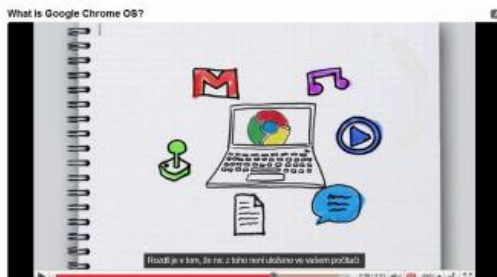 What is Google Chrome OS?
Rozdíl je v tom, že nic z toho není uloženo ve vašem počítači.